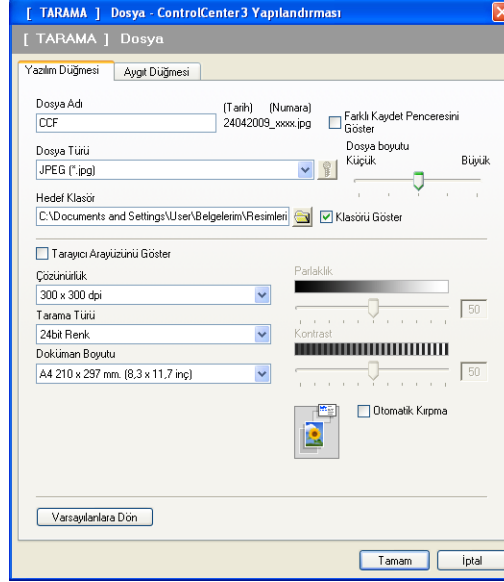 [ TARAMA ] Dosya - ControlCenter3 Yapılandırması
[ TARAMA ] Dosya
Yazılım Düğmesi
Aygıt Düğmesi
Dosya Adı
(Tarih) (Numara)
CCF
24042009_xxxx.jpg
Farklı Kaydet Penceresini
Göster
Dosya Türü
Dosya boyutu
Küçük
Büyük
JPEG (*.jpg)
Hedef Klasör
C:\Documents and Settings\User\Belgelerim\Resimleri
Klasörü Göster
Tarayıcı Arayüzünü Göster
Çözünürlük
Parlaklık
300 x 300 dpi
50
Tarama Türü
24bit Renk
Kontrast
Doküman Boyutu
A4 210 x 297 mm. (8,3 x 11,7 inç)
50
Otomatik Kırpma
Varsayılanlara Dön
Tamam
İptal